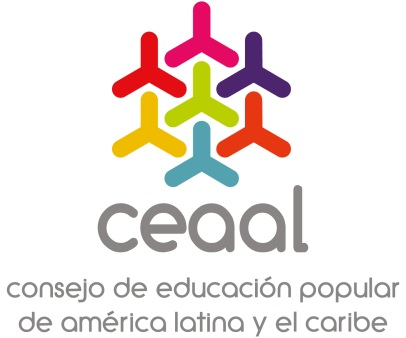 ceaal
consejo de educación popular
de américa latina y el caribe